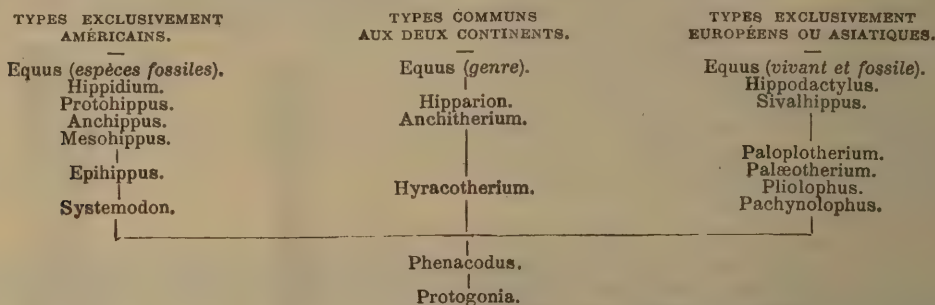 TYPES EXCLUSIVEMENT
AMÉRICAINS.
Equus (espèces fossiles).
Hippidium.
Protohippus.
Anchippus.
Mesohippus.
Epihippus.
Systemodon.
TYPES COMMUNS
AUX DEUX CONTINENTS.
Equus (genre).
Hipparion.
Anchitherium.
Hyracotherium.
TYPES EXCLUSIVEMENT
EUROPÉENS OU ASIATIQUES.
Equus (vivant et fossile).
Hippodactylus.
Sivalhippus.
Paloplotherium.
Palæotherium.
Pliolophus.
Pachynolophus.
Phenacodus.
Protogonia.